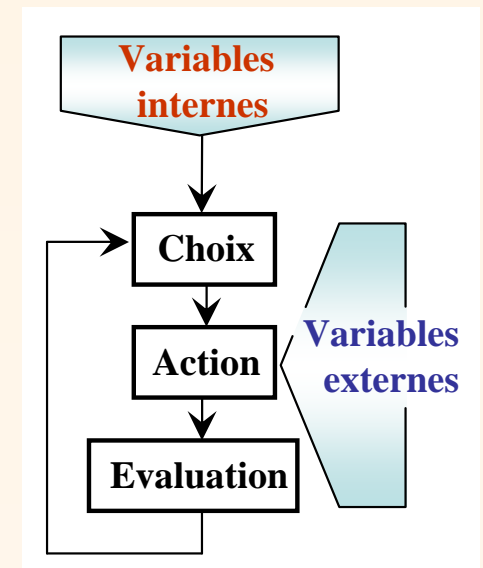 Variables
internes
Choix
Action
Variables
externes
Evaluation